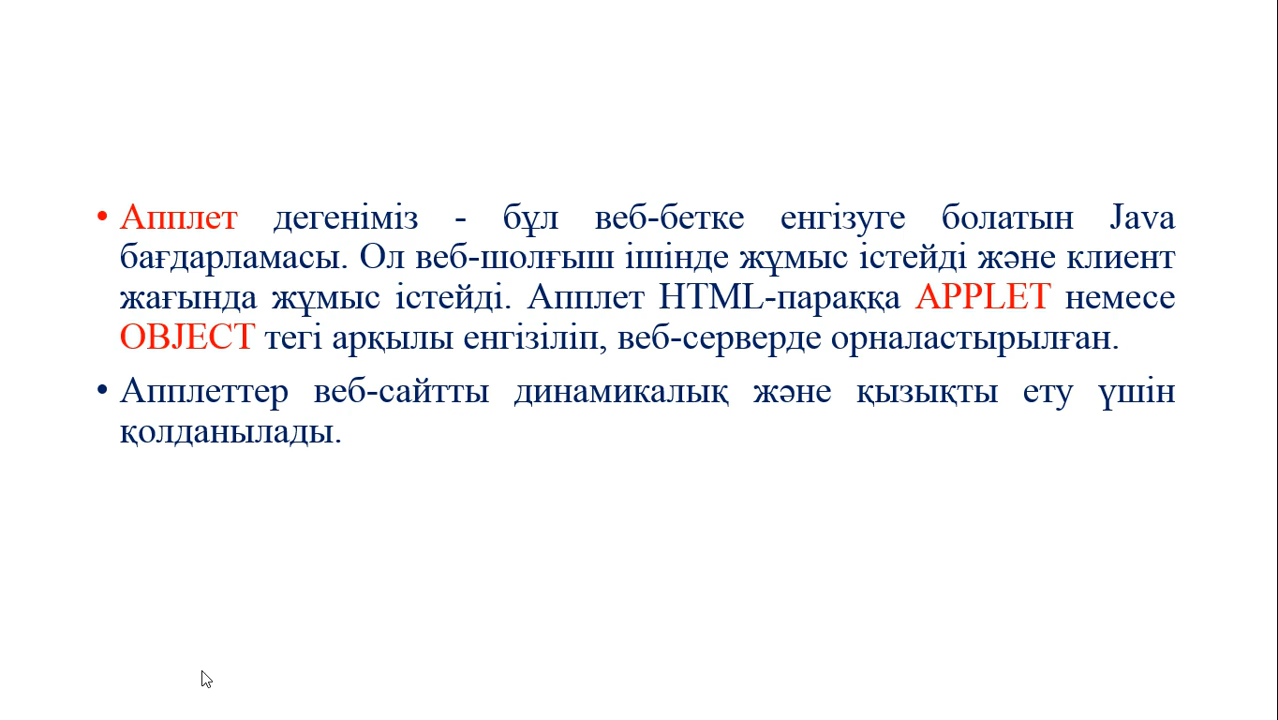 • Апплет дегеніміз - бұл веб-бетке енгізуге болатын Java
бағдарламасы. Ол веб-шолғыш ішінде жұмыс істейді және клиент
жағында жұмыс істейді. Апплет HTML-параққа APPLET немесе
OBJECT тегі арқылы енгізіліп, веб-серверде орналастырылған.
• Апплеттер веб-сайтты динамикалық және қызықты ету үшін
қолданылады.